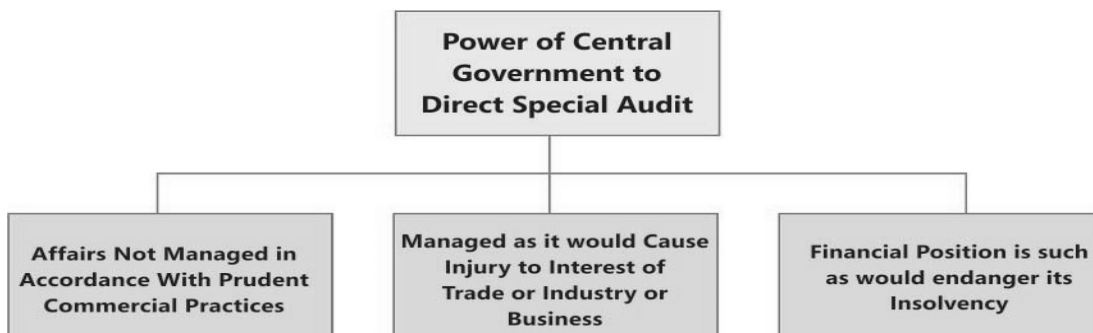 Power of Central
Government to
Direct Special Audit
Affairs Not Managed in
Accordance With Prudent
Commercial Practices
Managed as it would Cause
Injury to Interest of
Trade or Industry or
Business
Financial Position is such
as would endanger its
Insolvency